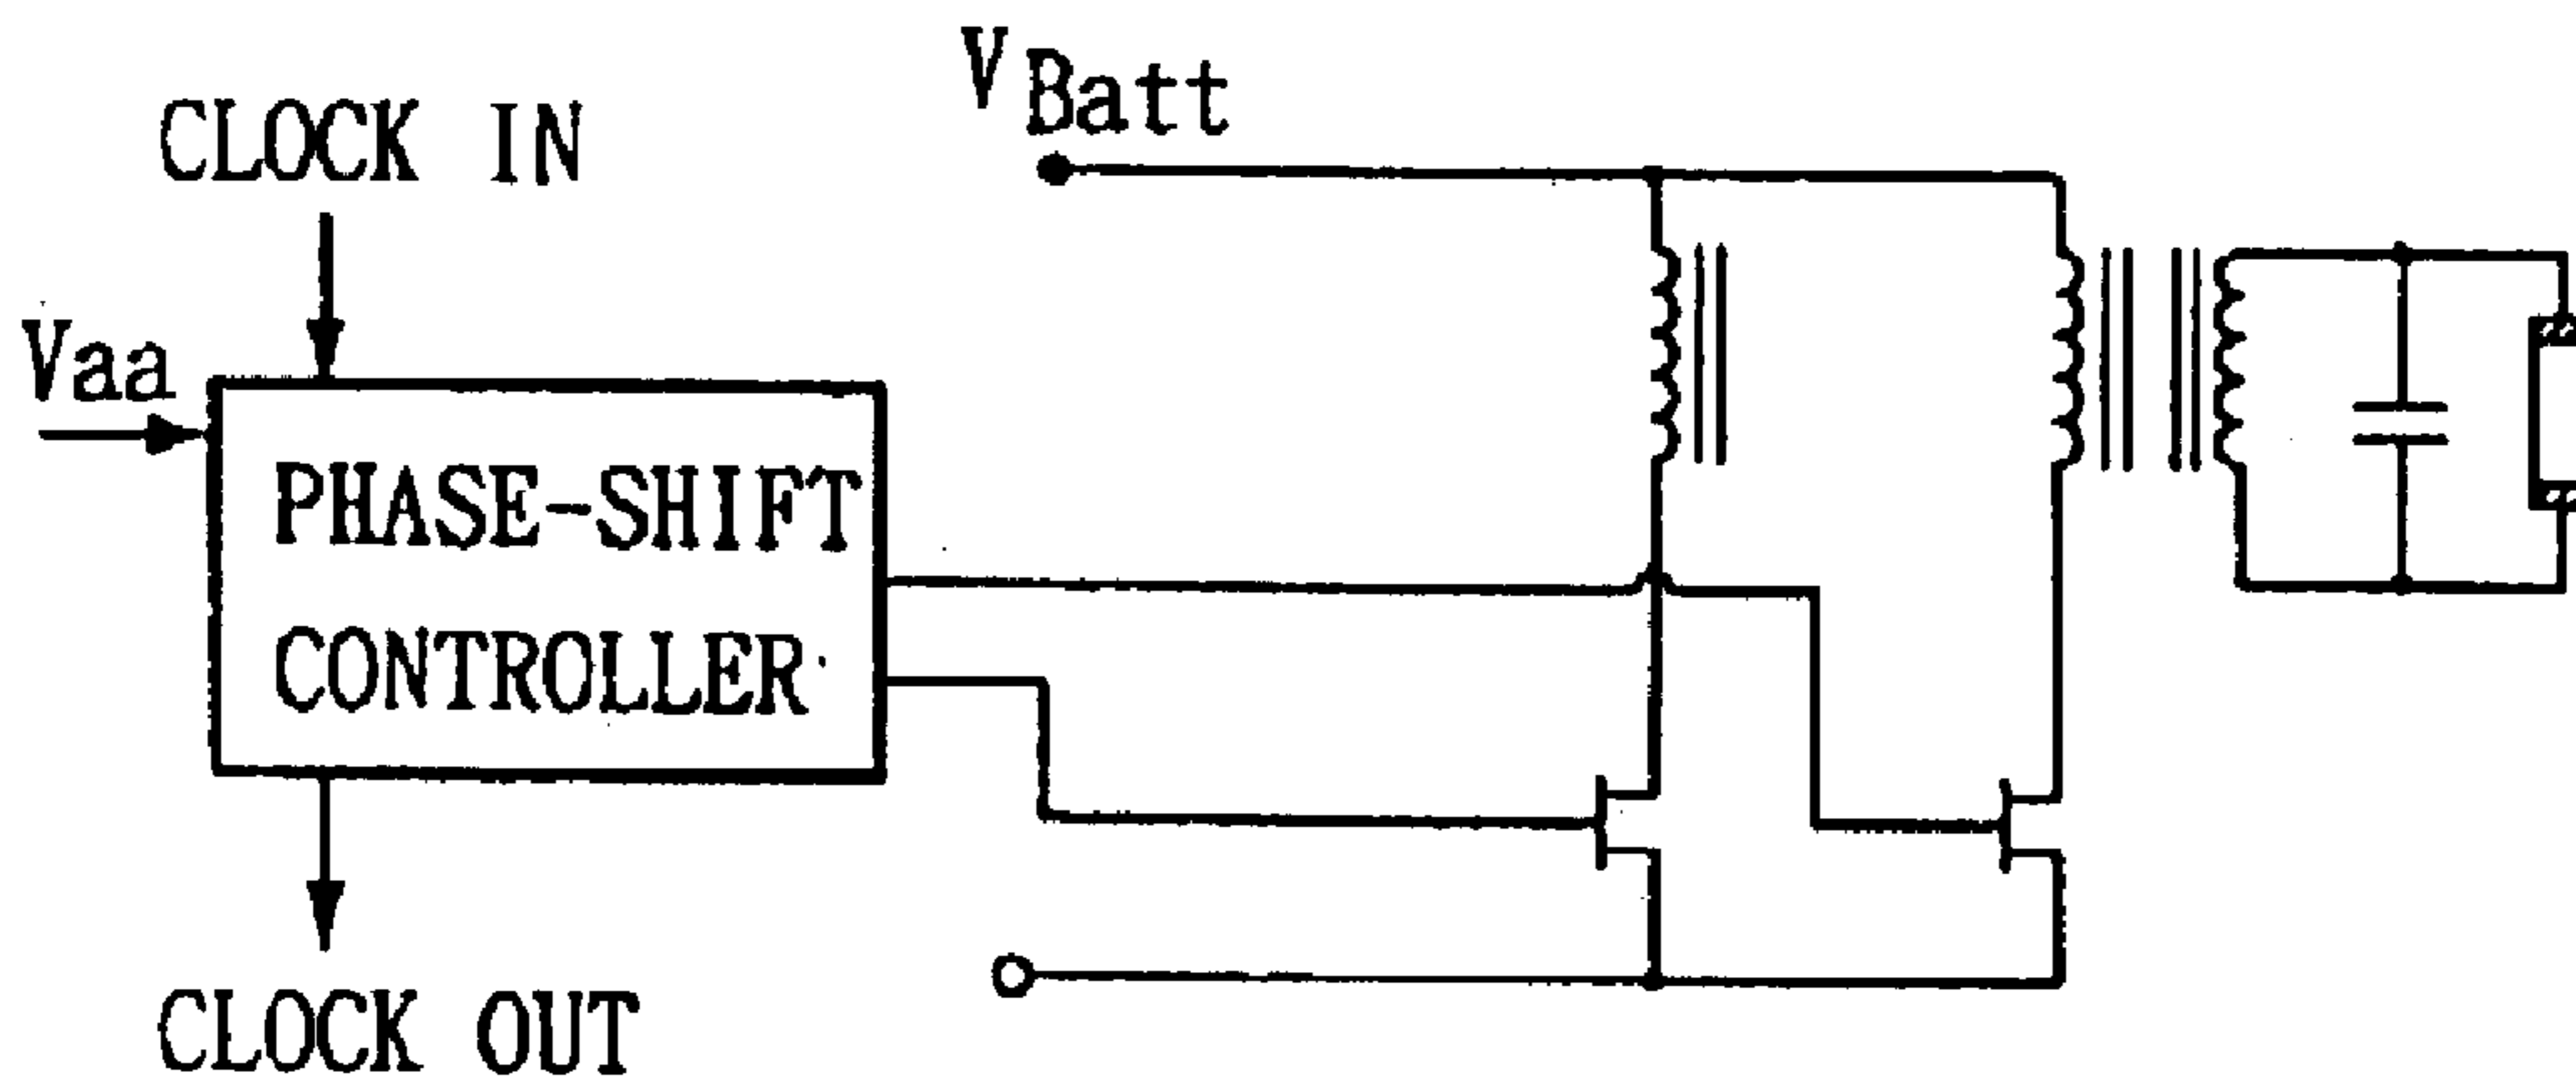 CLOCK IN
V Batt
Vaa
PHASE-SHIFT
CONTROLLER
CLOCK OUT